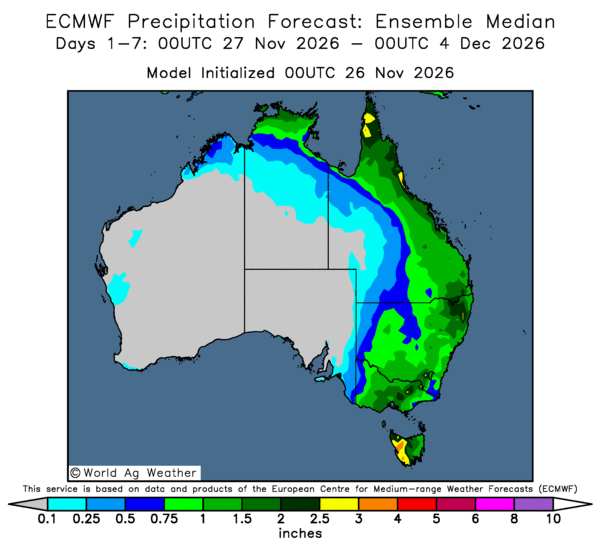 ECMWF Precipitation Forecast: Ensemble Median
Days 1−7: 00UTC 27 Nov 2026 − 00UTC 4 Dec 2026
Model Initialized 00UTC 26 Nov 2026
© World Ag Weather
This service is based on data and products of the European Centre for Medium-range Weather Forecasts (ECMWF)
0.1 0.25 0.5 0.75 1 1.5 2 2.5 3 4 5 6 8 10
inches